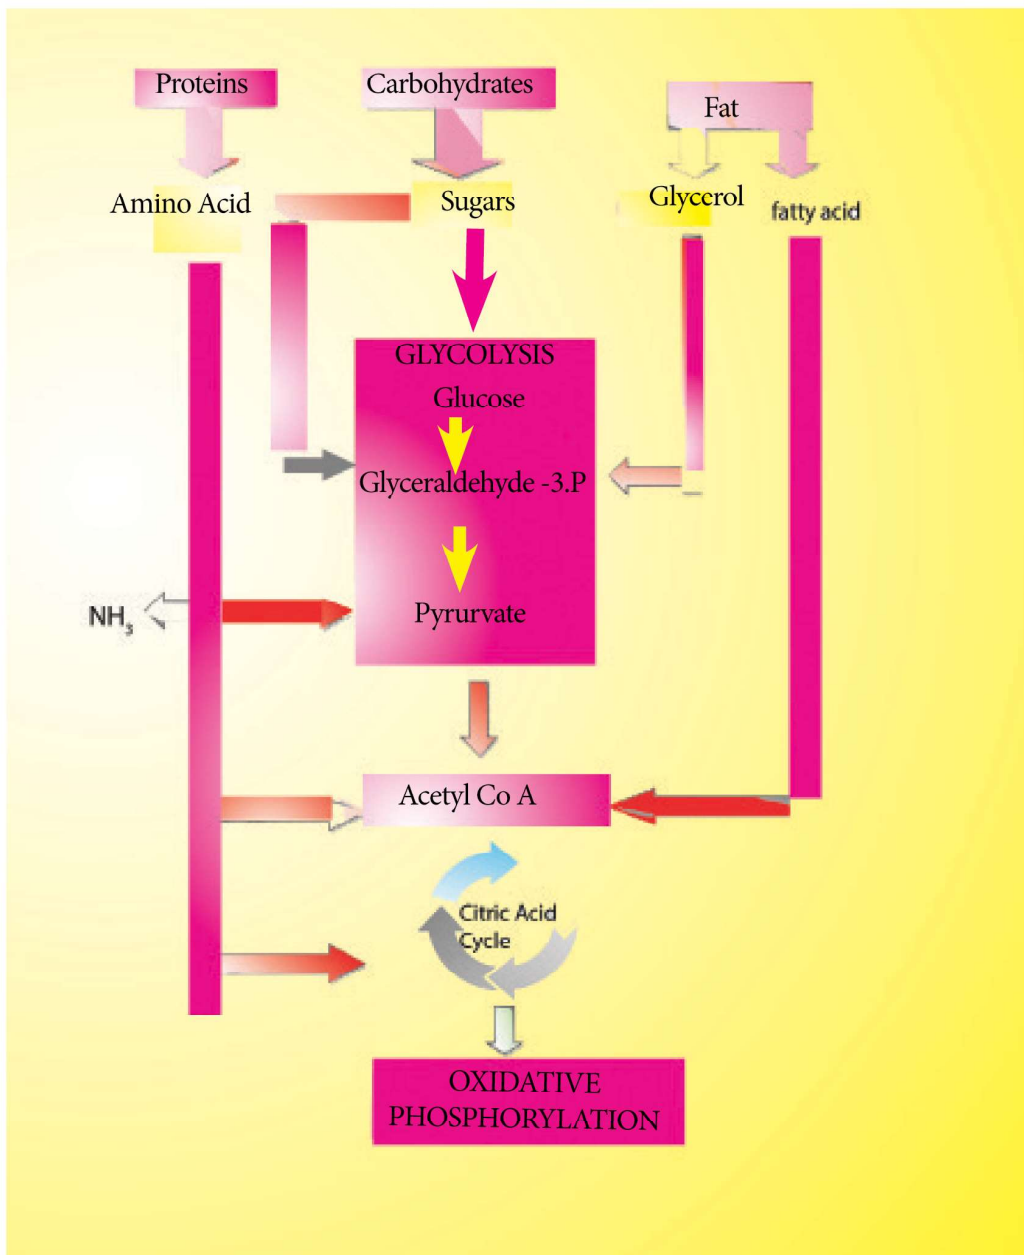 Proteins
Carbohydrates
Fat
Amino Acid
Sugars
Glycerol
fatty acid
GLYCOLYSIS
Glucose
Glyceraldehyde -3.P
NH3
Pyrurvate
Acetyl Co A
Citric Acid
Cycle
OXIDATIVE
PHOSPHORYLATION